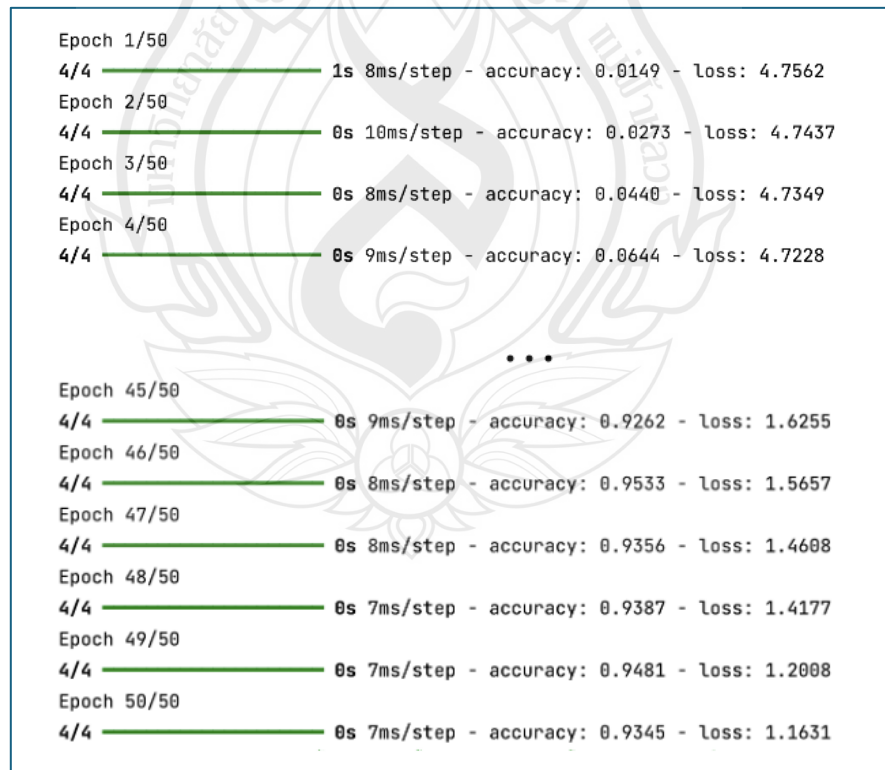 Epoch 1/50
4/4 ━━━━━━━━━━━━━━━━━━━━ 1s 8ms/step - accuracy: 0.0149 - loss: 4.7562
Epoch 2/50
4/4 ━━━━━━━━━━━━━━━━━━━━ 0s 10ms/step - accuracy: 0.0273 - loss: 4.7437
Epoch 3/50
4/4 ━━━━━━━━━━━━━━━━━━━━ 0s 8ms/step - accuracy: 0.0440 - loss: 4.7349
Epoch 4/50
4/4 ━━━━━━━━━━━━━━━━━━━━ 0s 9ms/step - accuracy: 0.0644 - loss: 4.7228
...
Epoch 45/50
4/4 ━━━━━━━━━━━━━━━━━━━━ 0s 9ms/step - accuracy: 0.9262 - loss: 1.6255
Epoch 46/50
4/4 ━━━━━━━━━━━━━━━━━━━━ 0s 8ms/step - accuracy: 0.9533 - loss: 1.5657
Epoch 47/50
4/4 ━━━━━━━━━━━━━━━━━━━━ 0s 8ms/step - accuracy: 0.9356 - loss: 1.4608
Epoch 48/50
4/4 ━━━━━━━━━━━━━━━━━━━━ 0s 7ms/step - accuracy: 0.9387 - loss: 1.4177
Epoch 49/50
4/4 ━━━━━━━━━━━━━━━━━━━━ 0s 7ms/step - accuracy: 0.9481 - loss: 1.2008
Epoch 50/50
4/4 ━━━━━━━━━━━━━━━━━━━━ 0s 7ms/step - accuracy: 0.9345 - loss: 1.1631